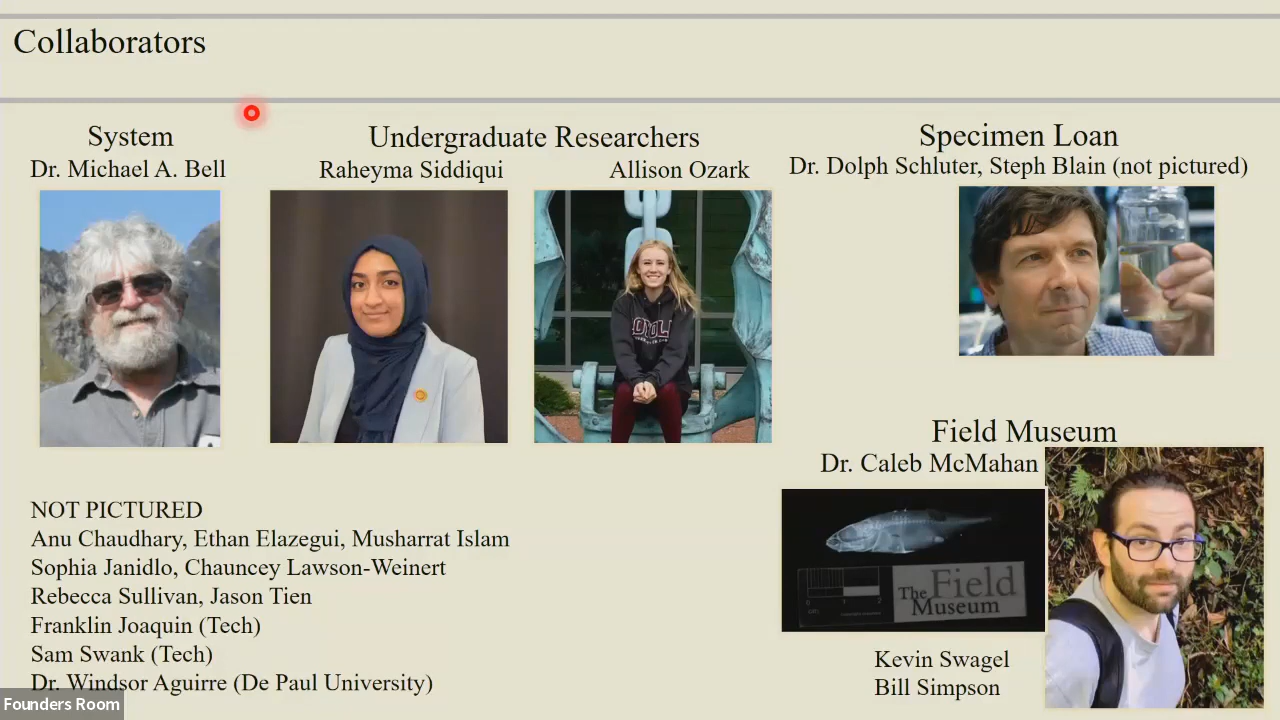 Collaborators
System
Dr. Michael A. Bell
Undergraduate Researchers
Raheyma Siddiqui
Allison Ozark
Specimen Loan
Dr. Dolph Schluter, Steph Blain (not pictured)
Field Museum
Dr. Caleb McMahan
The Field
Museum
Kevin Swagel
Bill Simpson
NOT PICTURED
Anu Chaudhary, Ethan Elazegui, Musharrat Islam
Sophia Janidlo, Chauncey Lawson-Weinert
Rebecca Sullivan, Jason Tien
Franklin Joaquin (Tech)
Sam Swank (Tech)
Dr. Windsor Aguirre (De Paul University)
Founders Room